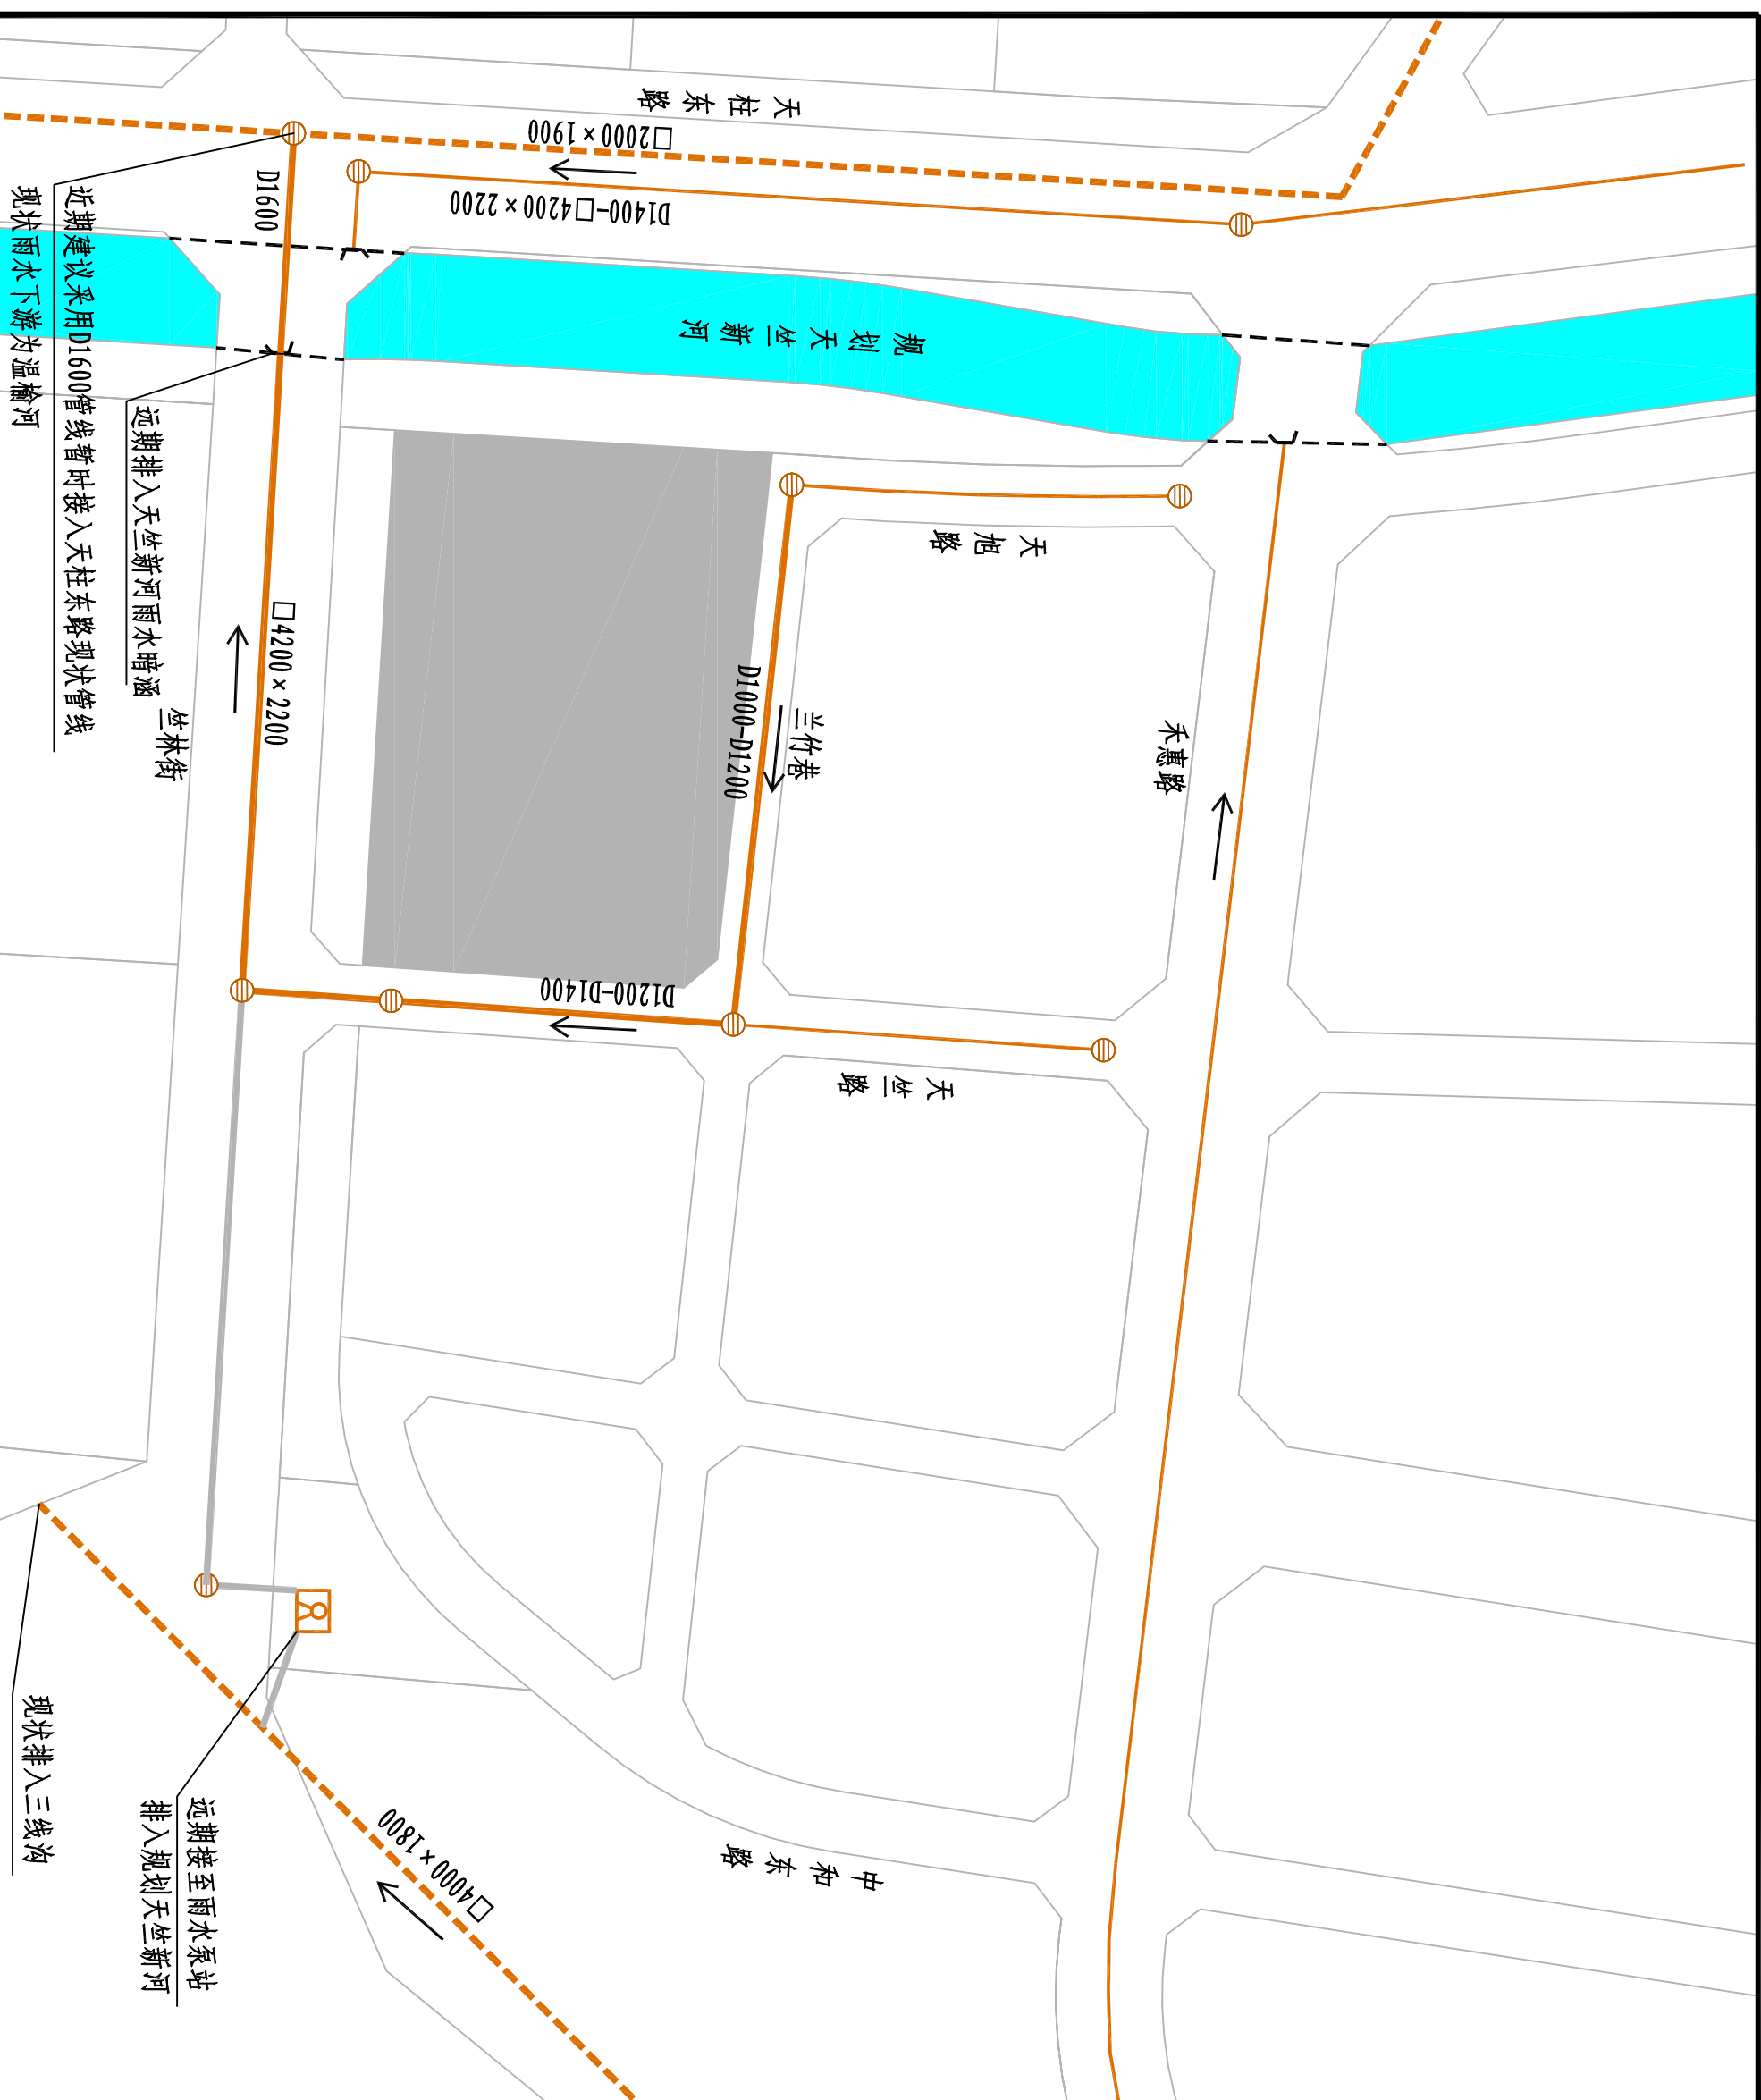 天柱东路
□2000×1900
D1400-□4200×2200
D1600
近期建议采用D1600管线暂时接入天柱东路现状管线
现状雨水下游为温榆河
规划天竺新河
远期排入天竺新河雨水暗涵
天旭路
□4200×2200
竺林街
D1000-D1200
兰竹巷
禾惠路
D1200-D1400
天竺路
现状排入三线沟
远期接至雨水泵站
排入规划天竺新河
□4000×1800
中和东路